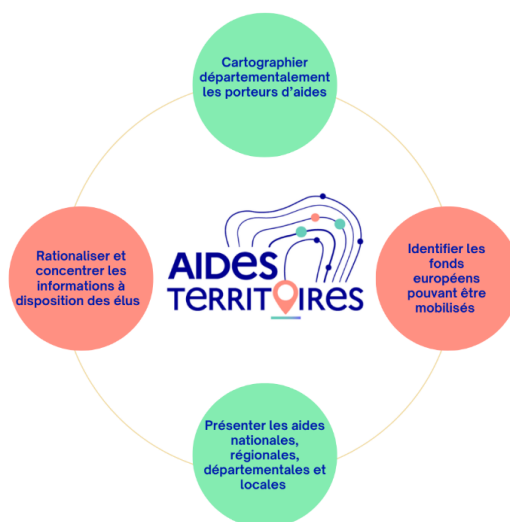 Cartographier
départementalement
les porteurs d'aides
Rationaliser et
concentrer les
informations à
disposition des élus
AIDES
TERRITOIRES
Identifier les
fonds
européens
pouvant être
mobilisés
Présenter les aides
nationales,
régionales,
départementales et
locales